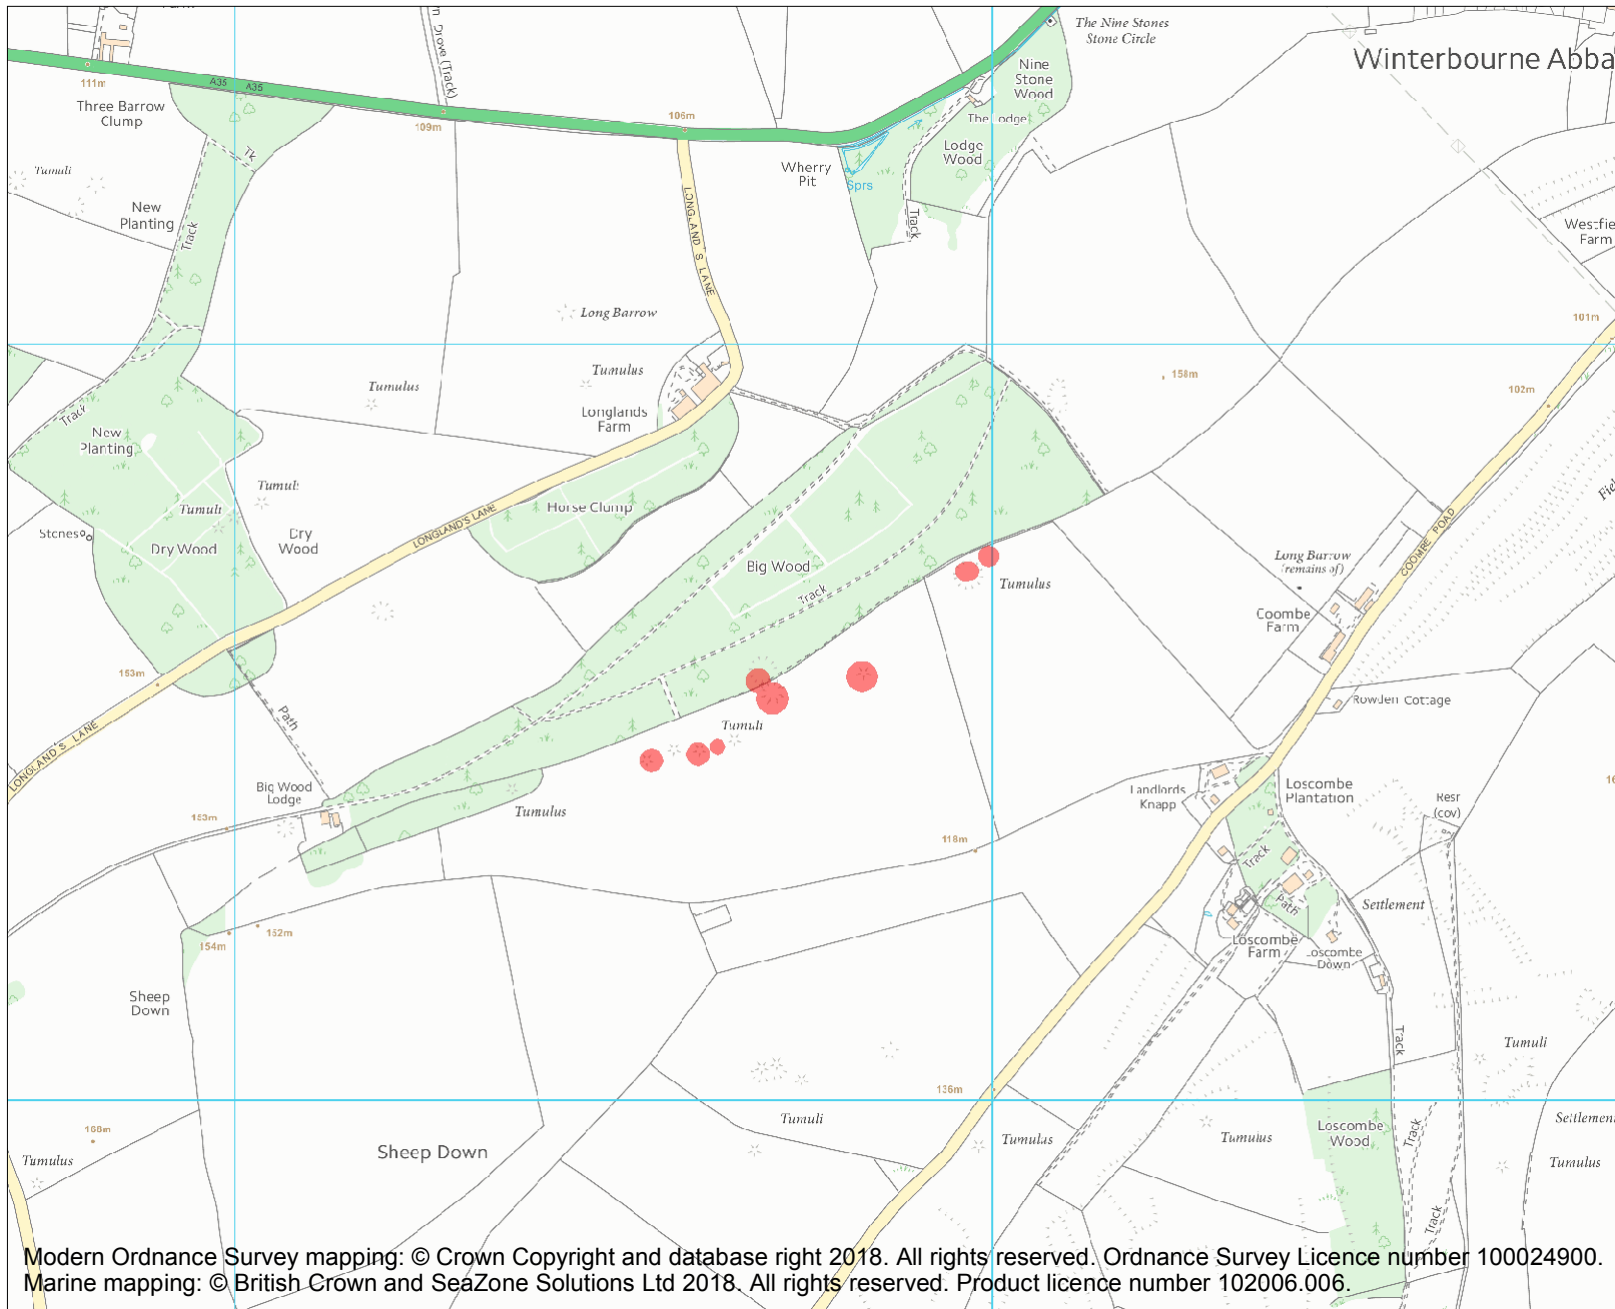 The Nine Stones
Stone Circle
Winterbourne Abba
Nine
Stone
Wood
111m
A35
A35
Three Barrow
Clump
109m
106m
The Lodge
Lodge
Wood
Wherry
Pit
Sprs
Tk
Tumuli
New
Planting
Track
Track
LONGLAND'S LANE
Westfie
Farm
Long Barrow
101m
Tumulus
Tumulus
158m
102m
Longlands
Farm
Track
New
Planting
Tumuli
Tumuli
Stones
Dry Wood
Dry
Wood
LONGLAND'S LANE
Horse Clump
Fiel
COOMBE ROAD
Long Barrow
(remains of)
Big Wood
Track
Tumulus
Coombe
Farm
153m
Path
Rowden Cottage
Tumuli
LONGLAND'S LANE
Big Wood
Lodge
Tumulus
Landlords
Knapp
Loscombe
Plantation
Resr
(cov)
153m
118m
Track
Path
Settlement
154m
152m
Loscombe
Farm
Loscombe
Down
Sheep
Down
Track
Tumuli
136m
Tumuli
Settlemen
168m
Tumulus
Sheep Down
Tumulus
Tumulus
Loscombe
Wood
Track
Tumulus
Track
Modern Ordnance Survey mapping: © Crown Copyright and database right 2018. All rights reserved. Ordnance Survey Licence number 100024900.
Marine mapping: © British Crown and SeaZone Solutions Ltd 2018. All rights reserved. Product licence number 102006.006.